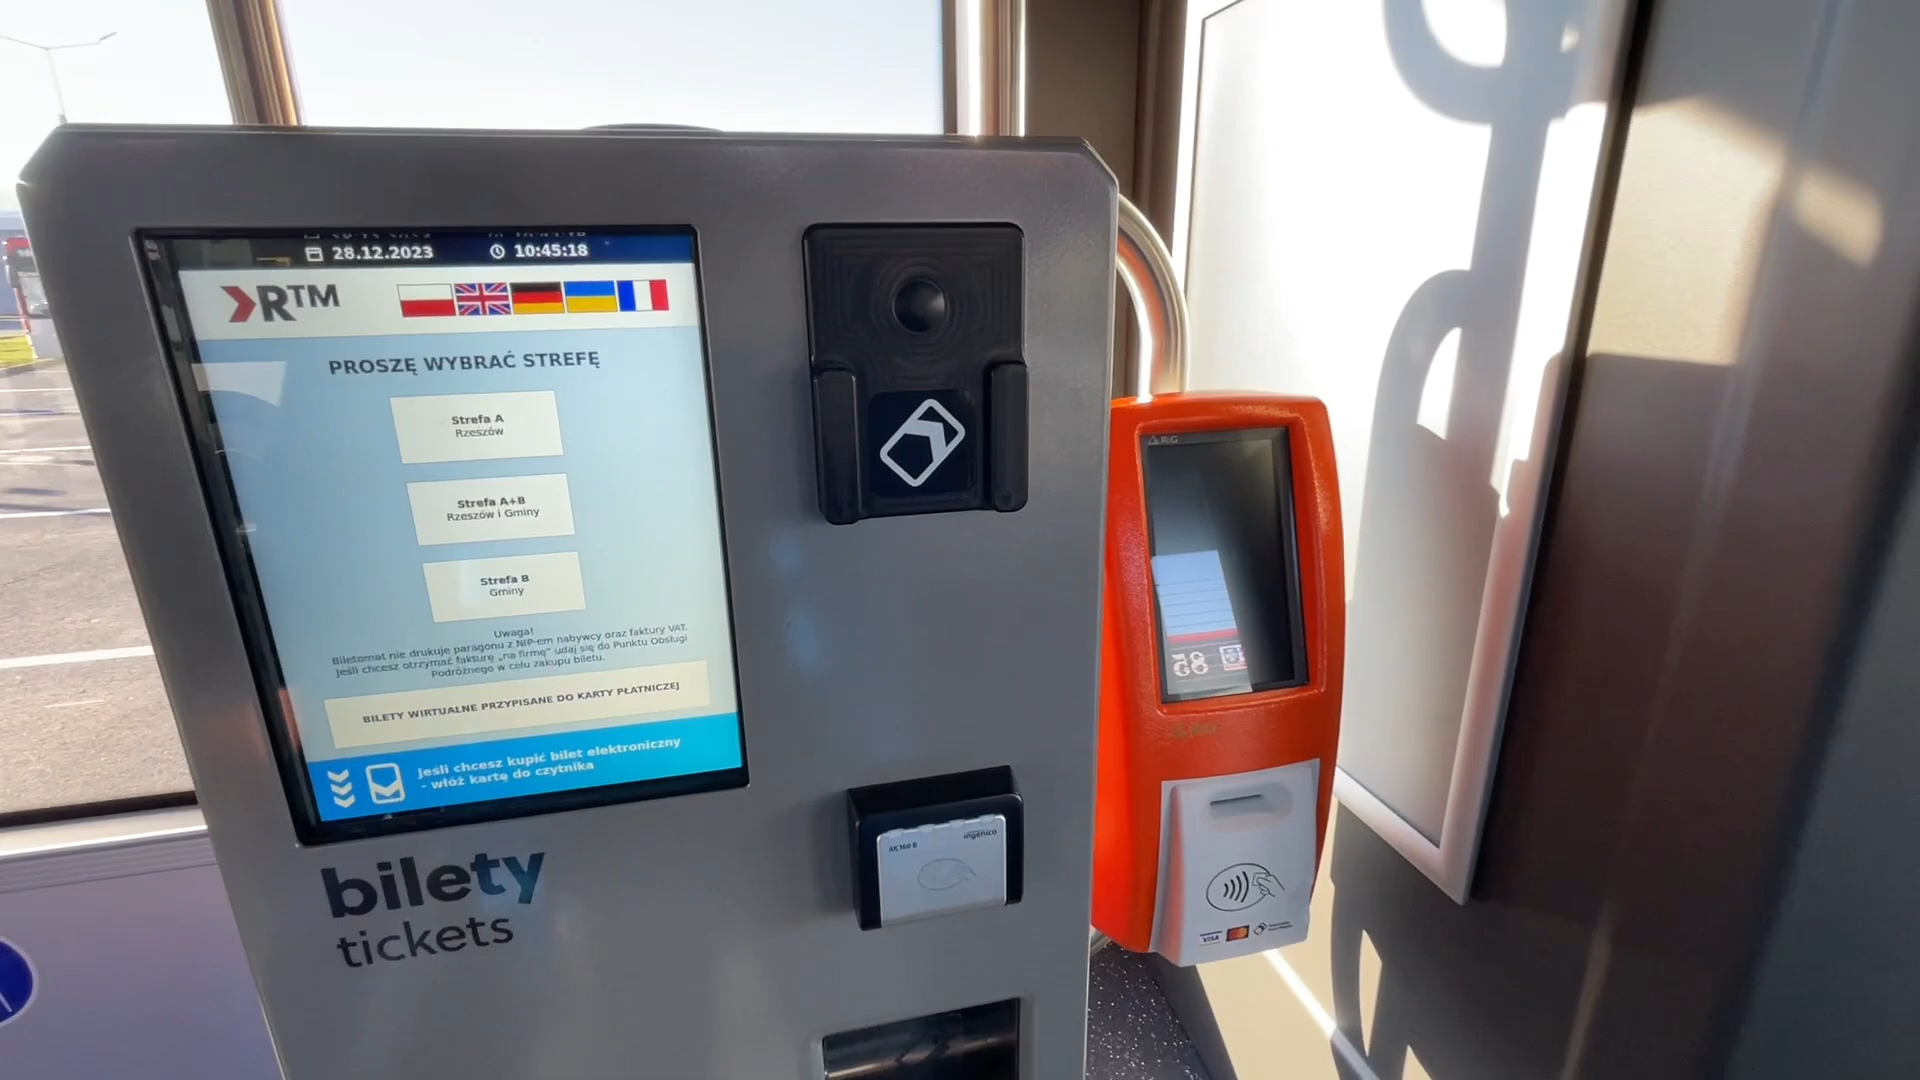 28.12.2023 10:45:18
RTM
PROSZĘ WYBRAĆ STREFĘ
Strefa A
Rzeszów
Strefa A+B
Rzeszów i Gminy
Strefa B
Gminy
Uwaga!
Biletomat nie drukuje paragonu z NIP-em nabywcy oraz faktury VAT.
Jeśli chcesz otrzymać fakturę „na firmę” udaj się do Punktu Obsługi
Podróżnego w celu zakupu biletu.
BILETY WIRTUALNE PRZYPISANE DO KARTY PŁATNICZEJ
Jeśli chcesz kupić bilet elektroniczny
- włóż kartę do czytnika
bilety
tickets
ingenico
R&G
VISA